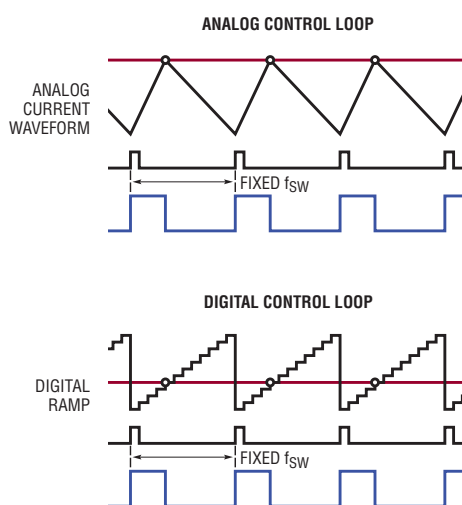 ANALOG CONTROL LOOP
ANALOG
CURRENT
WAVEFORM
FIXED fSW
DIGITAL CONTROL LOOP
DIGITAL
RAMP
FIXED fSW